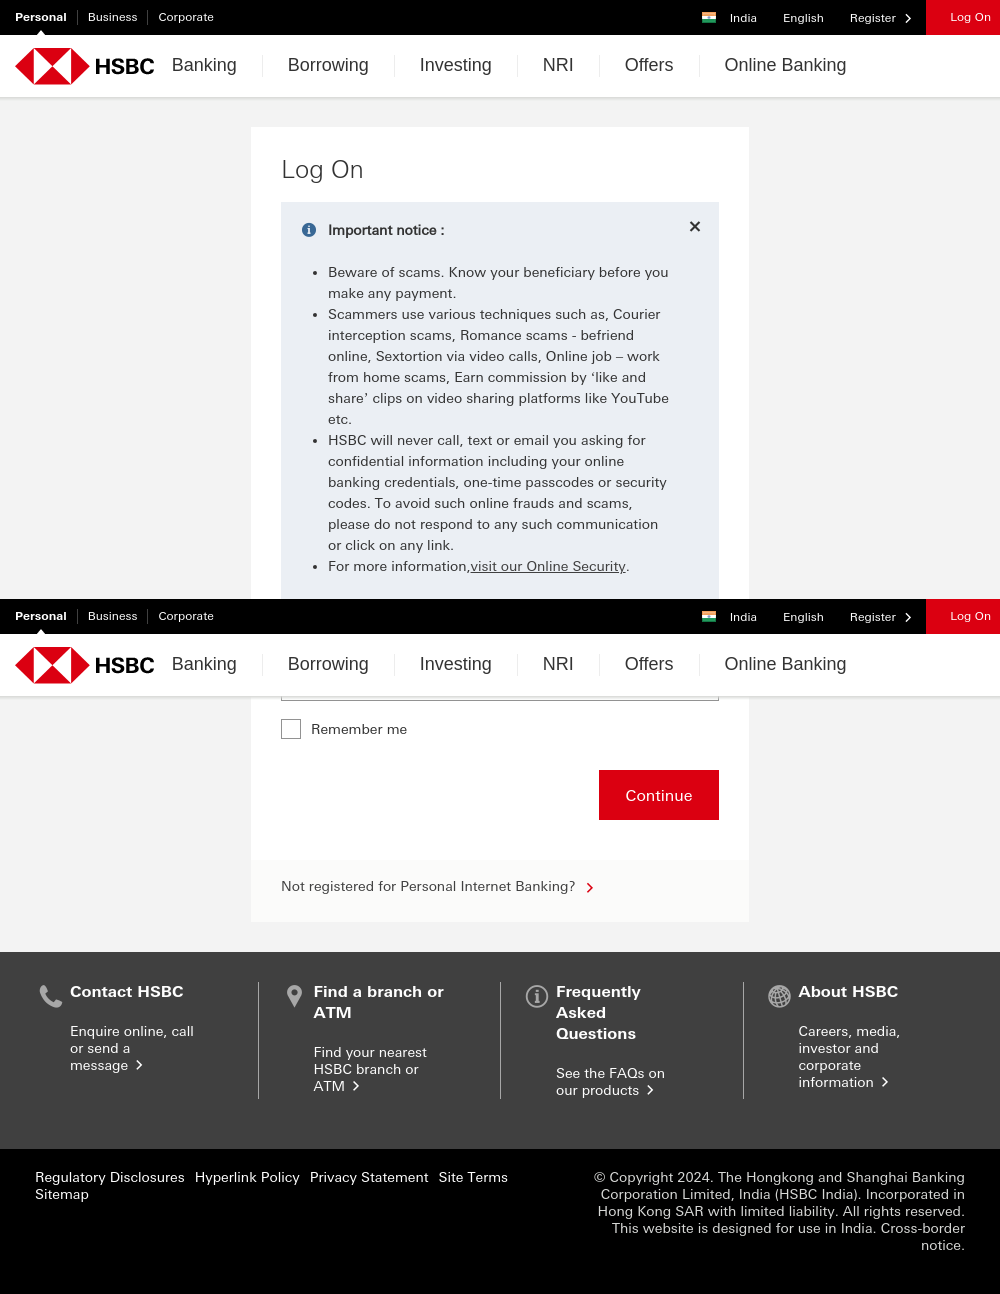 Personal Business Corporate India English Register Log On
HSBC Banking Borrowing Investing NRI Offers Online Banking
Log On
Important notice :
Beware of scams. Know your beneficiary before you
make any payment.
Scammers use various techniques such as, Courier
interception scams, Romance scams - befriend
online, Sextortion via video calls, Online job – work
from home scams, Earn commission by ‘like and
share’ clips on video sharing platforms like YouTube
etc.
HSBC will never call, text or email you asking for
confidential information including your online
banking credentials, one-time passcodes or security
codes. To avoid such online frauds and scams,
please do not respond to any such communication
or click on any link.
For more information,visit our Online Security.
Personal Business Corporate India English Register Log On
HSBC Banking Borrowing Investing NRI Offers Online Banking
Remember me
Continue
Not registered for Personal Internet Banking?
Contact HSBC
Enquire online, call
or send a
message
Find a branch or
ATM
Find your nearest
HSBC branch or
ATM
Frequently
Asked
Questions
See the FAQs on
our products
About HSBC
Careers, media,
investor and
corporate
information
Regulatory Disclosures Hyperlink Policy Privacy Statement Site Terms
Sitemap
© Copyright 2024. The Hongkong and Shanghai Banking
Corporation Limited, India (HSBC India). Incorporated in
Hong Kong SAR with limited liability. All rights reserved.
This website is designed for use in India. Cross-border
notice.